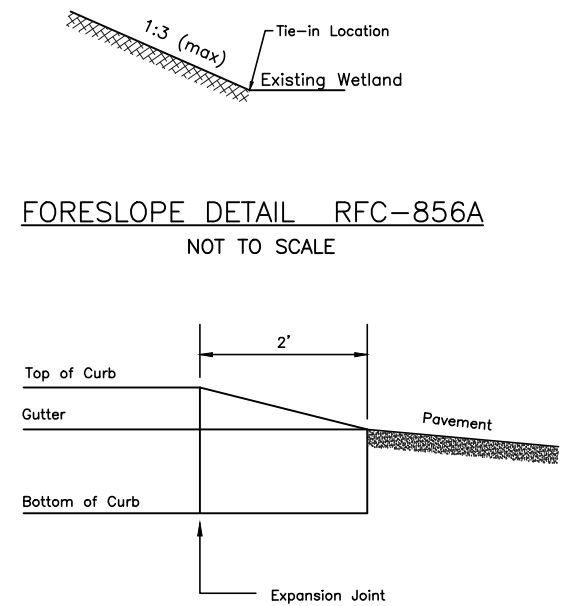 1:3 (max)
Tie-in Location
Existing Wetland
FORESLOPE DETAIL RFC-856A
NOT TO SCALE
2'
Top of Curb
Gutter
Pavement
Bottom of Curb
Expansion Joint